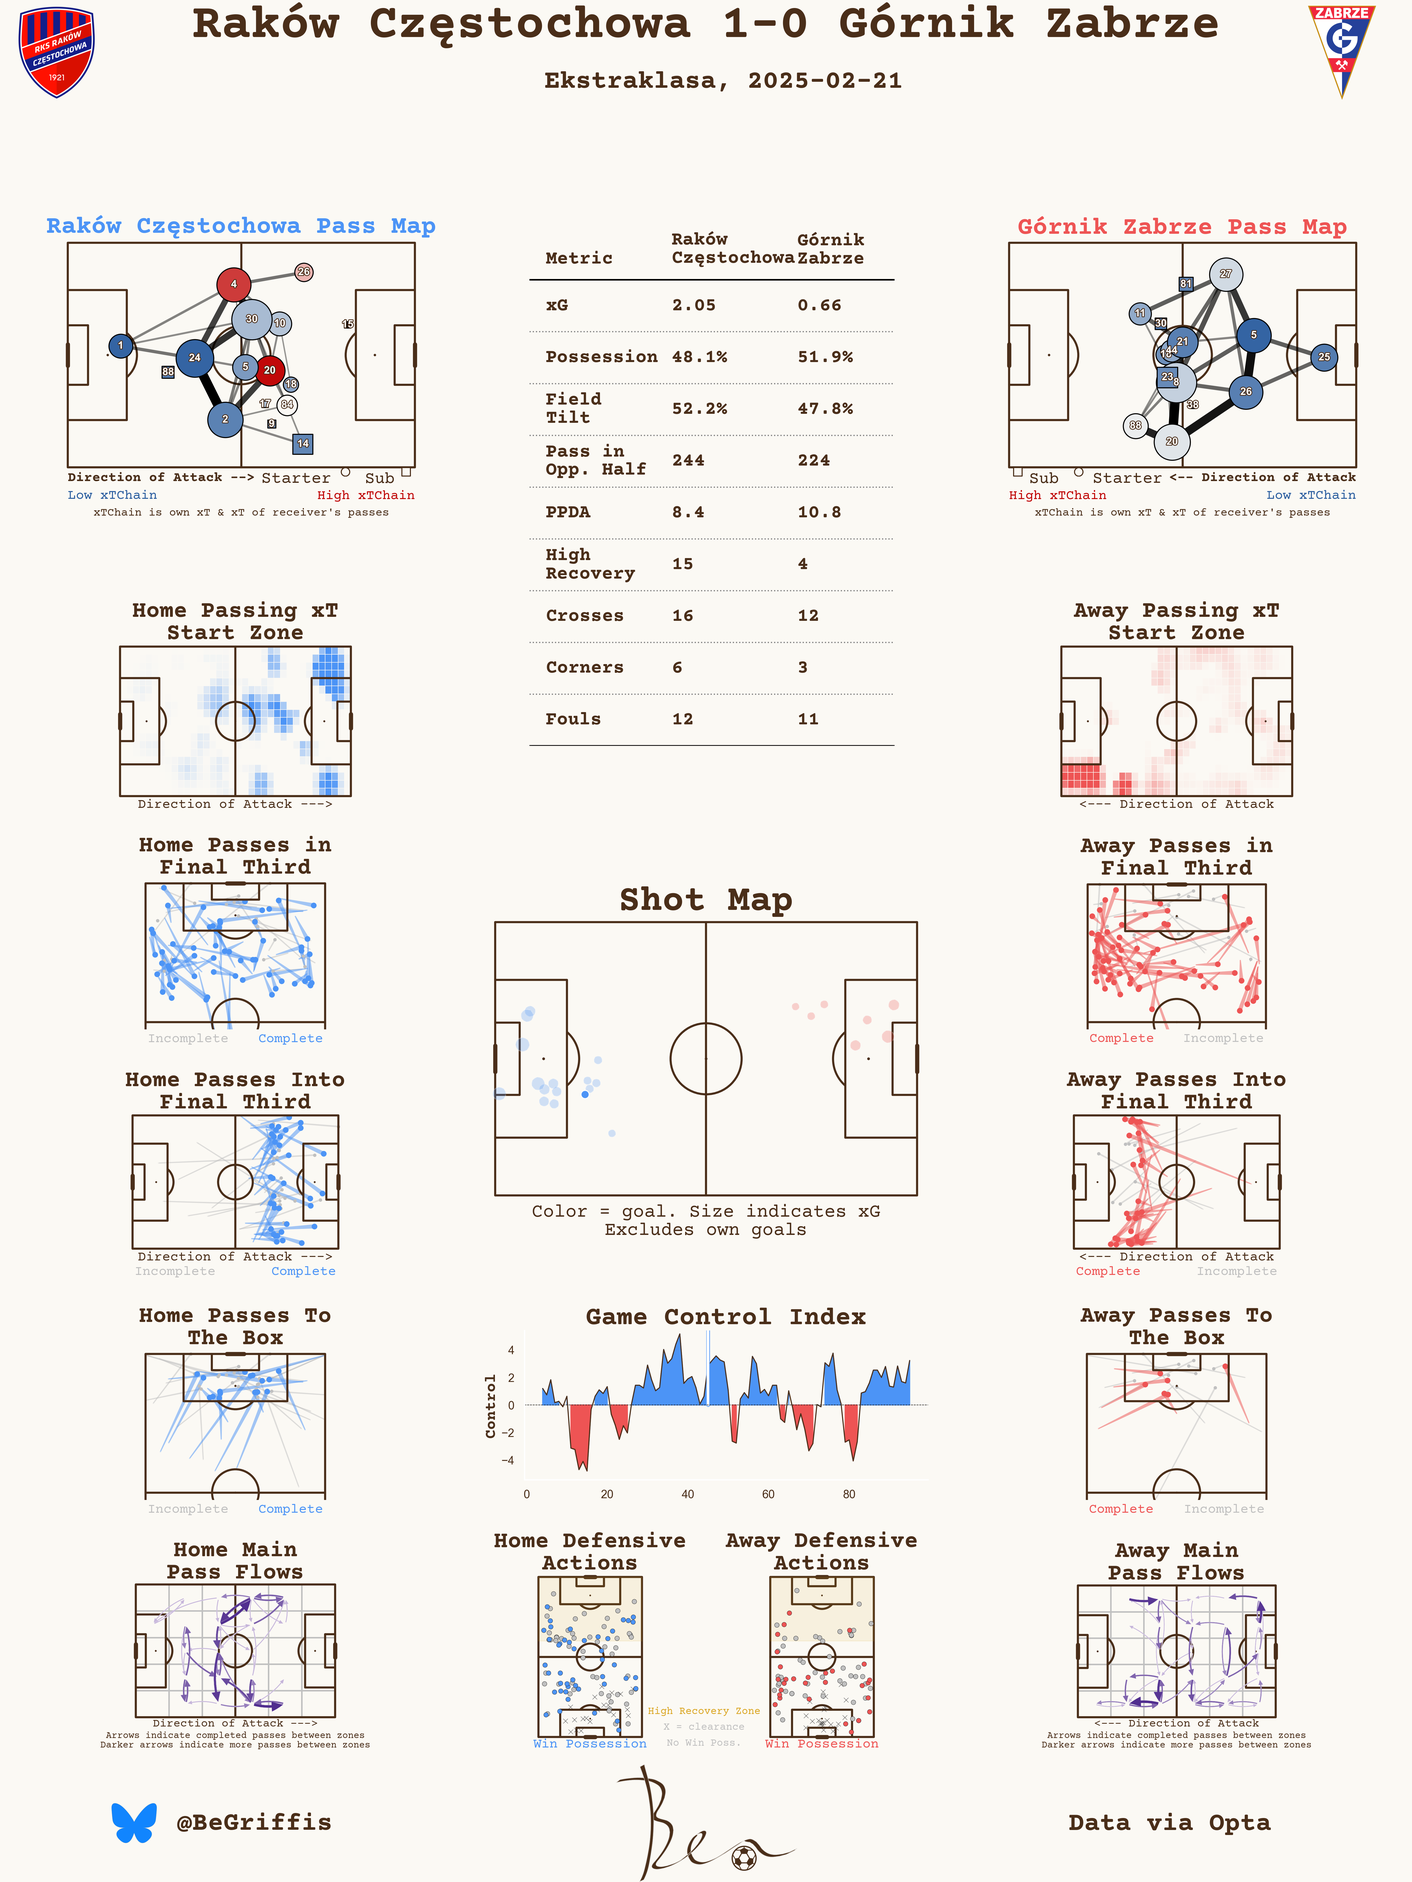 Raków Częstochowa 1-0 Górnik Zabrze
Ekstraklasa, 2025-02-21
RKS RAKÓW
CZĘSTOCHOWA
1921
ZABRZE
G
Raków Częstochowa Pass Map
4
26
30
10
15
1
24
5
20
88
18
17
84
2
9
14
Direction of Attack --> Starter Sub
Low xTChain High xTChain
xTChain is own xT & xT of receiver's passes
Metric Raków Częstochowa Górnik Zabrze
xG 2.05 0.66
Possession 48.1% 51.9%
Field Tilt 52.2% 47.8%
Pass in Opp. Half 244 224
PPDA 8.4 10.8
High Recovery 15 4
Crosses 16 12
Corners 6 3
Fouls 12 11
Górnik Zabrze Pass Map
27
81
11
30
5
21
44
18
25
23
8
26
38
88
20
Sub Starter <-- Direction of Attack
High xTChain Low xTChain
xTChain is own xT & xT of receiver's passes
Home Passing xT
Start Zone
Direction of Attack --->
Away Passing xT
Start Zone
<--- Direction of Attack
Home Passes in
Final Third
Incomplete Complete
Away Passes in
Final Third
Complete Incomplete
Shot Map
Color = goal. Size indicates xG
Excludes own goals
Home Passes Into
Final Third
Direction of Attack --->
Incomplete Complete
Away Passes Into
Final Third
<--- Direction of Attack
Complete Incomplete
Home Passes To
The Box
Incomplete Complete
Game Control Index
Control
4
2
0
−2
−4
0 20 40 60 80
Away Passes To
The Box
Complete Incomplete
Home Main
Pass Flows
Direction of Attack --->
Arrows indicate completed passes between zones
Darker arrows indicate more passes between zones
Home Defensive
Actions
Win Possession
High Recovery Zone
X = clearance
No Win Poss.
Away Defensive
Actions
Win Possession
Away Main
Pass Flows
<--- Direction of Attack
Arrows indicate completed passes between zones
Darker arrows indicate more passes between zones
@BeGriffis
Ben
Data via Opta